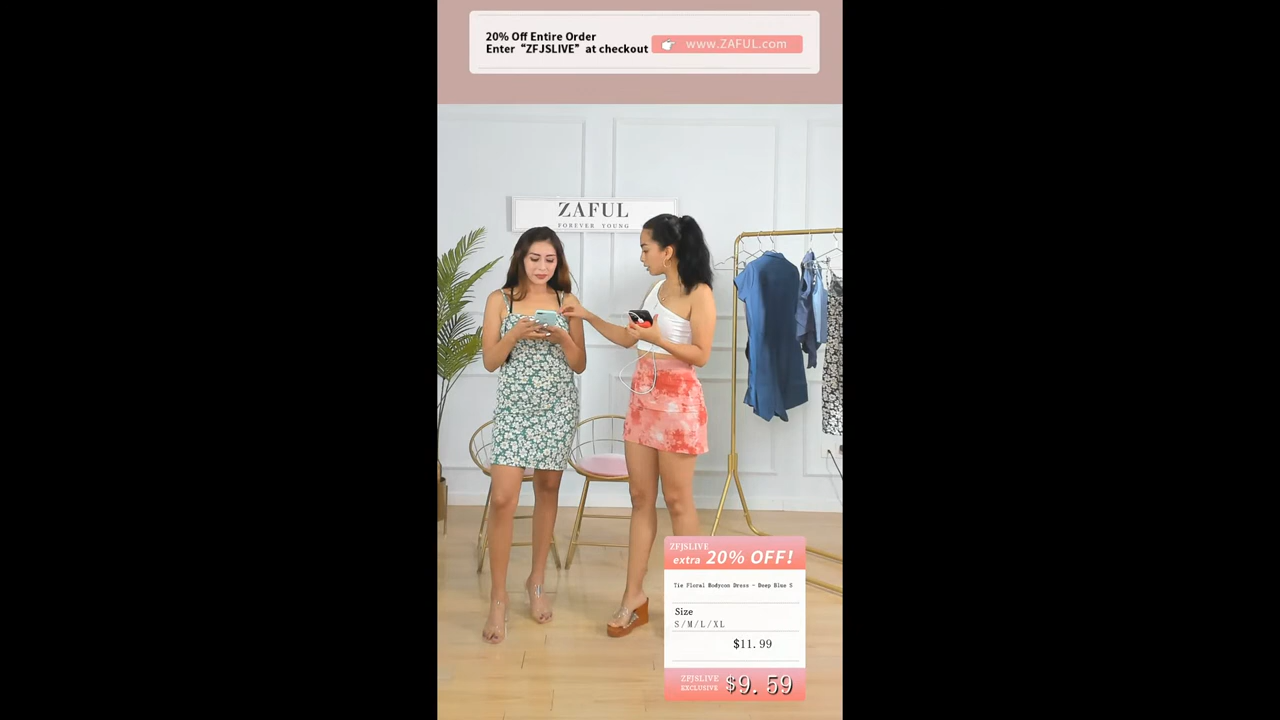 20% Off Entire Order
Enter “ZFJSLIVE” at checkout
www.ZAFUL.com
ZAFUL
FOREVER YOUNG
ZFJSLIVE
extra 20% OFF!
Tie Floral Bodycon Dress - Deep Blue S
Size
S/M/L/XL
$11.99
ZFJSLIVE
EXCLUSIVE
$9.59